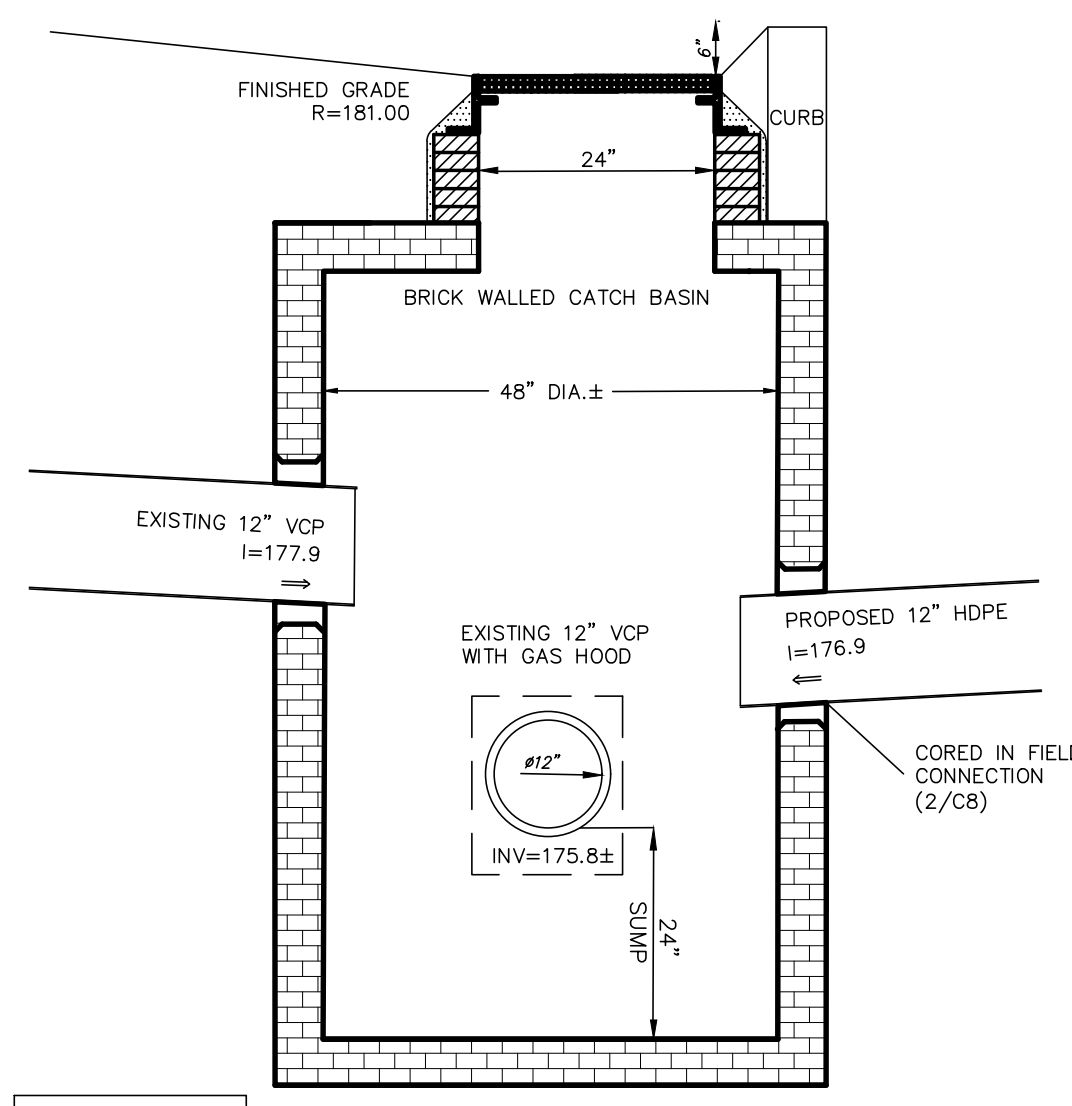 6"
FINISHED GRADE
R=181.00
CURB
24"
BRICK WALLED CATCH BASIN
48" DIA.±
EXISTING 12" VCP
I=177.9
⇒
PROPOSED 12" HDPE
I=176.9
⇐
EXISTING 12" VCP
WITH GAS HOOD
ø12"
INV=175.8±
24"
SUMP
CORED IN FIEL
CONNECTION
(2/C8)